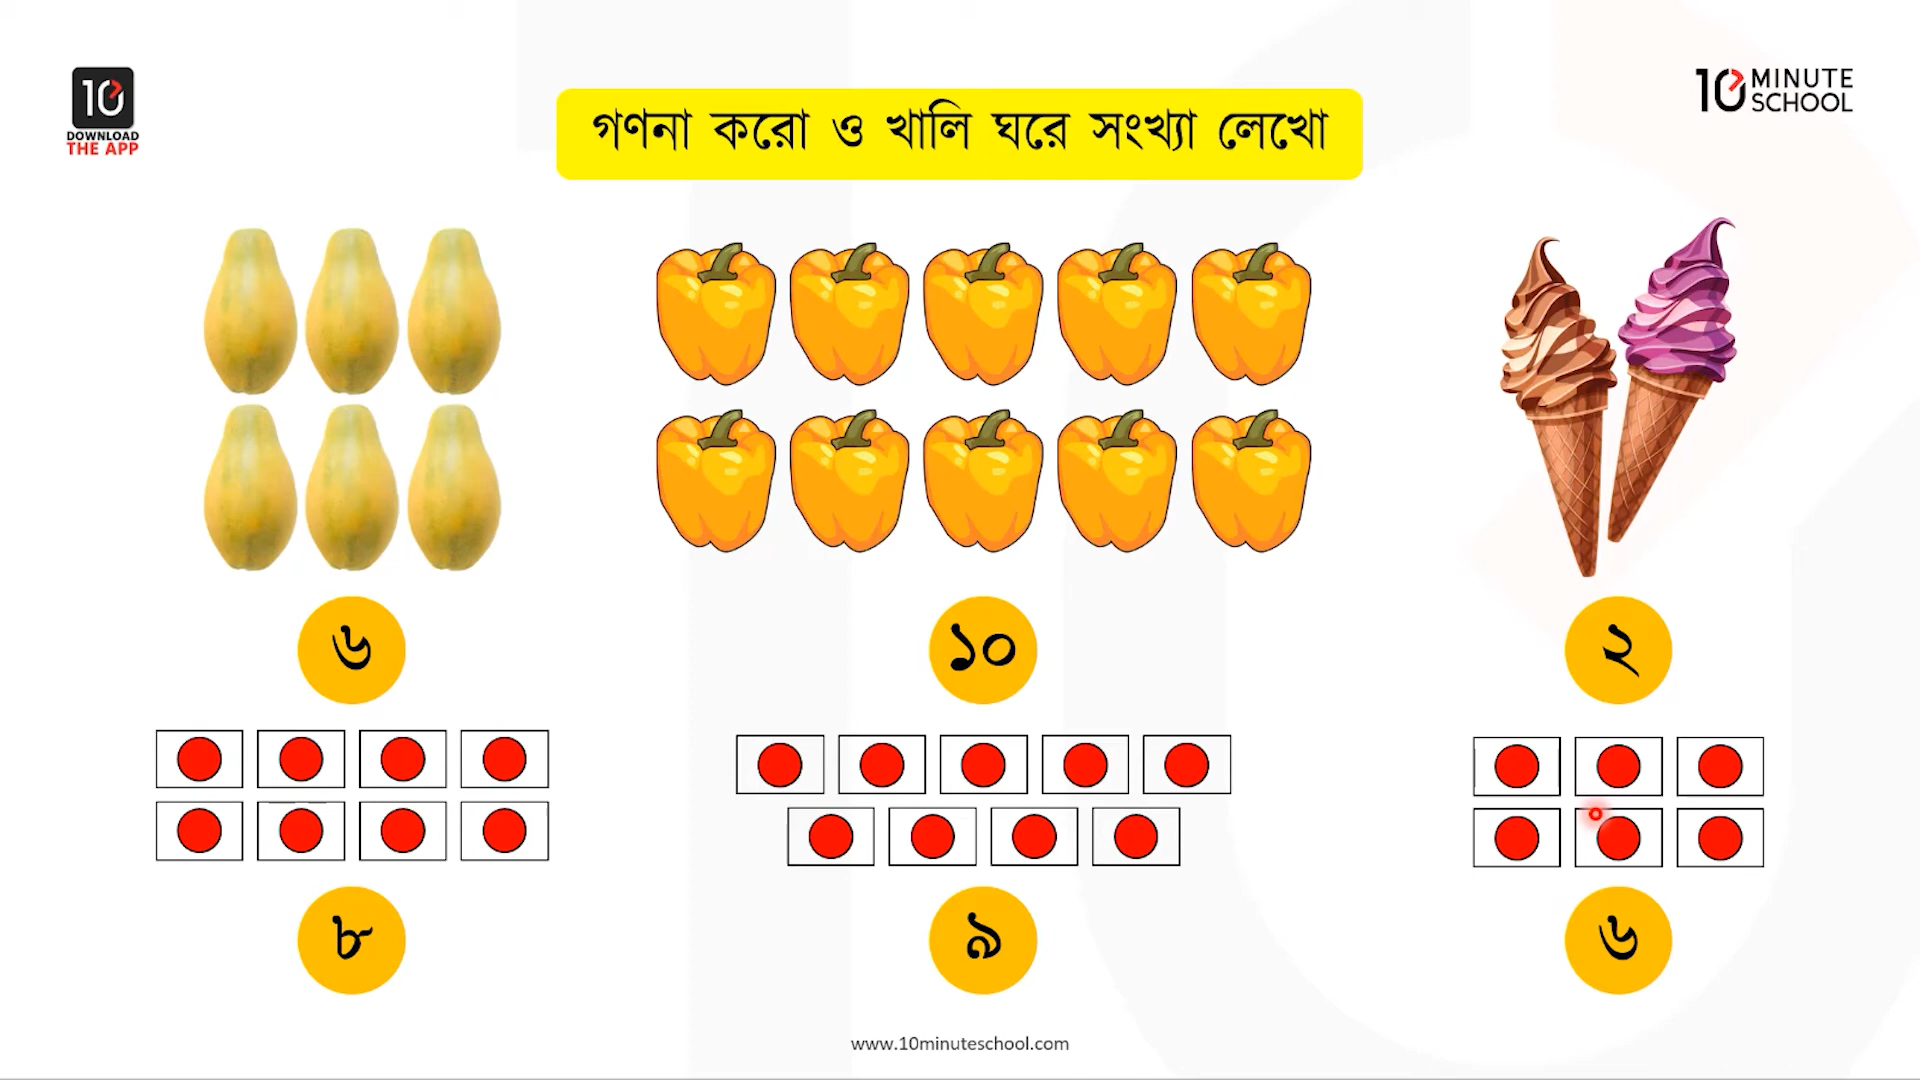 10
DOWNLOAD
THE APP
10 MINUTE
SCHOOL
গণনা করো ও খালি ঘরে সংখ্যা লেখো
৬
১০
২
৮
৯
৬
www.10minuteschool.com